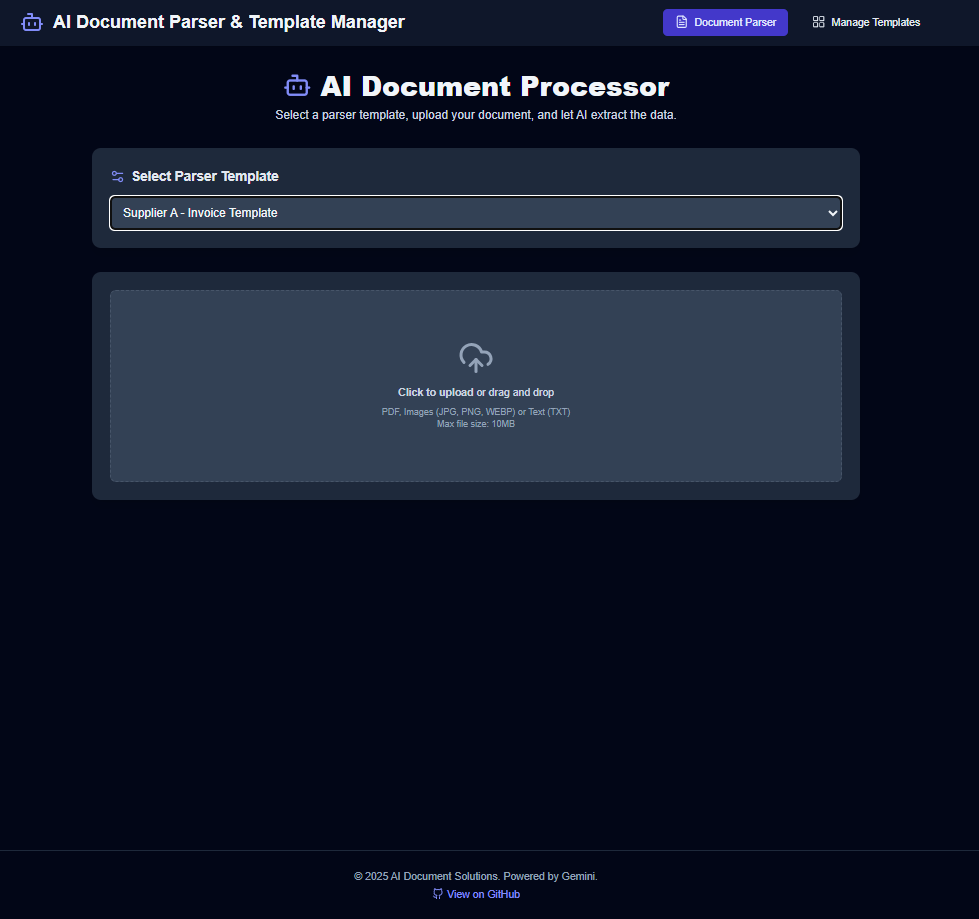 AI Document Parser & Template Manager
Document Parser
Manage Templates
AI Document Processor
Select a parser template, upload your document, and let AI extract the data.
Select Parser Template
Supplier A - Invoice Template
Click to upload or drag and drop
PDF, Images (JPG, PNG, WEBP) or Text (TXT)
Max file size: 10MB
© 2025 AI Document Solutions. Powered by Gemini.
View on GitHub